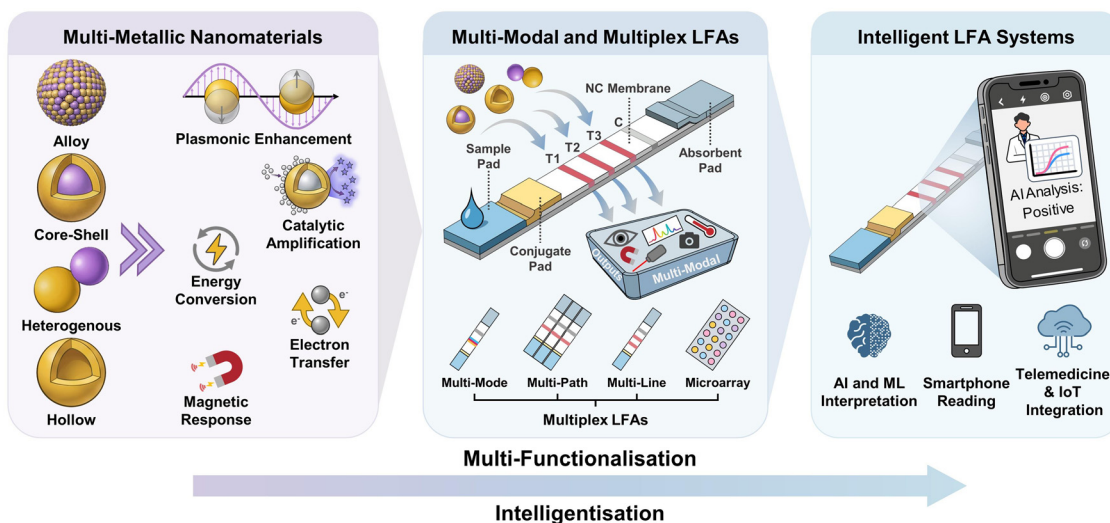 Multi-Metallic Nanomaterials
Alloy
Core-Shell
Heterogenous
Hollow
Plasmonic Enhancement
Catalytic
Amplification
Energy
Conversion
e-
e-
Electron
Transfer
Magnetic
Response
Multi-Modal and Multiplex LFAs
NC Membrane
C
T3
T2
T1
Sample
Pad
Absorbent
Pad
Conjugate
Pad
Outputs
Multi-Modal
Multi-Mode
Multi-Path
Multi-Line
Microarray
Multiplex LFAs
Intelligent LFA Systems
AI Analysis:
Positive
AI and ML
Interpretation
Smartphone
Reading
Telemedicine
& IoT
Integration
Multi-Functionalisation
Intelligentisation